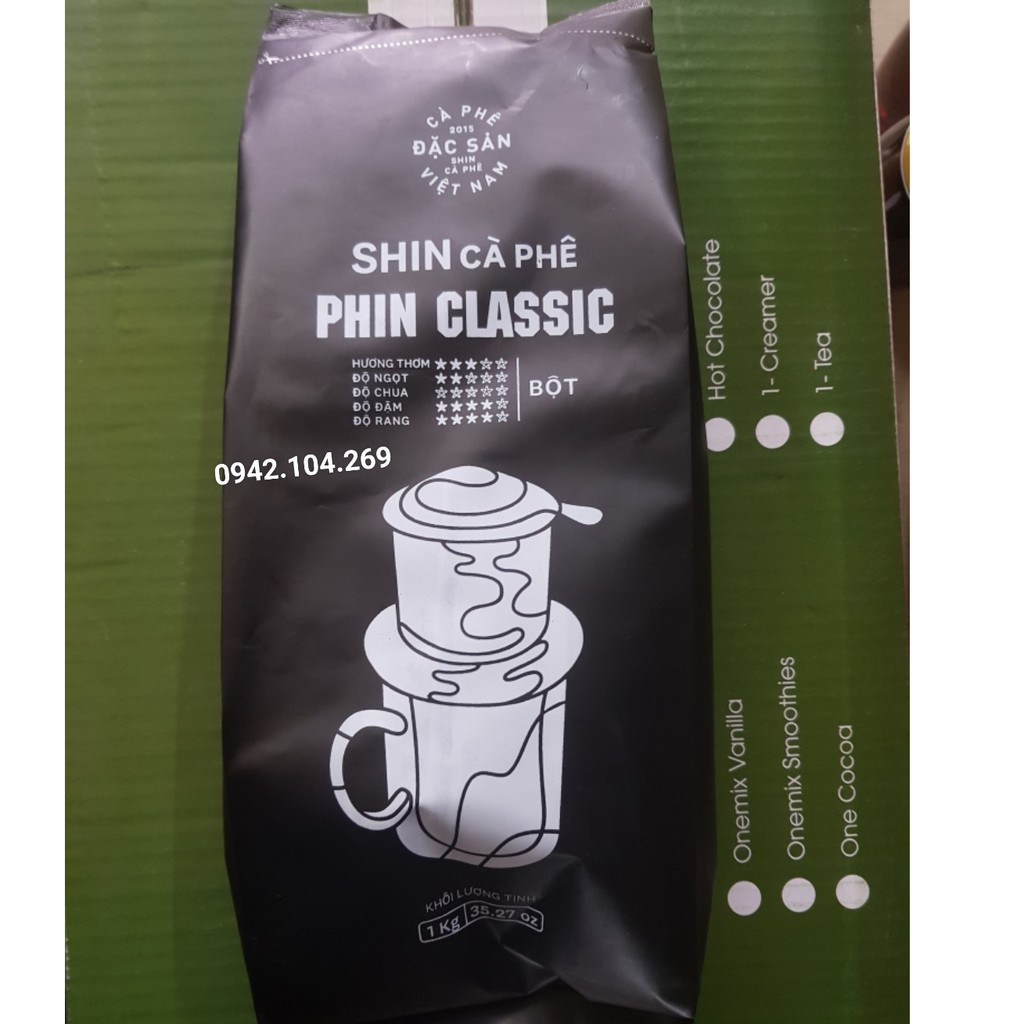 CÀ PHÊ
2015
ĐẶC SẢN
SHIN
CÀ PHÊ
VIỆT NAM
SHIN CÀ PHÊ
PHIN CLASSIC
HƯƠNG THƠM ★★★☆☆
ĐỘ NGỌT ★★☆☆☆
ĐỘ CHUA ☆☆☆☆☆
ĐỘ ĐẬM ★★★★☆
ĐỘ RANG ★★★★☆
BỘT
0942.104.269
KHỐI LƯỢNG TỊNH
1 Kg 35.27 oz
Hot Chocolate
1- Creamer
1- Tea
Onemix Vanilla
Onemix Smoothies
One Cocoa